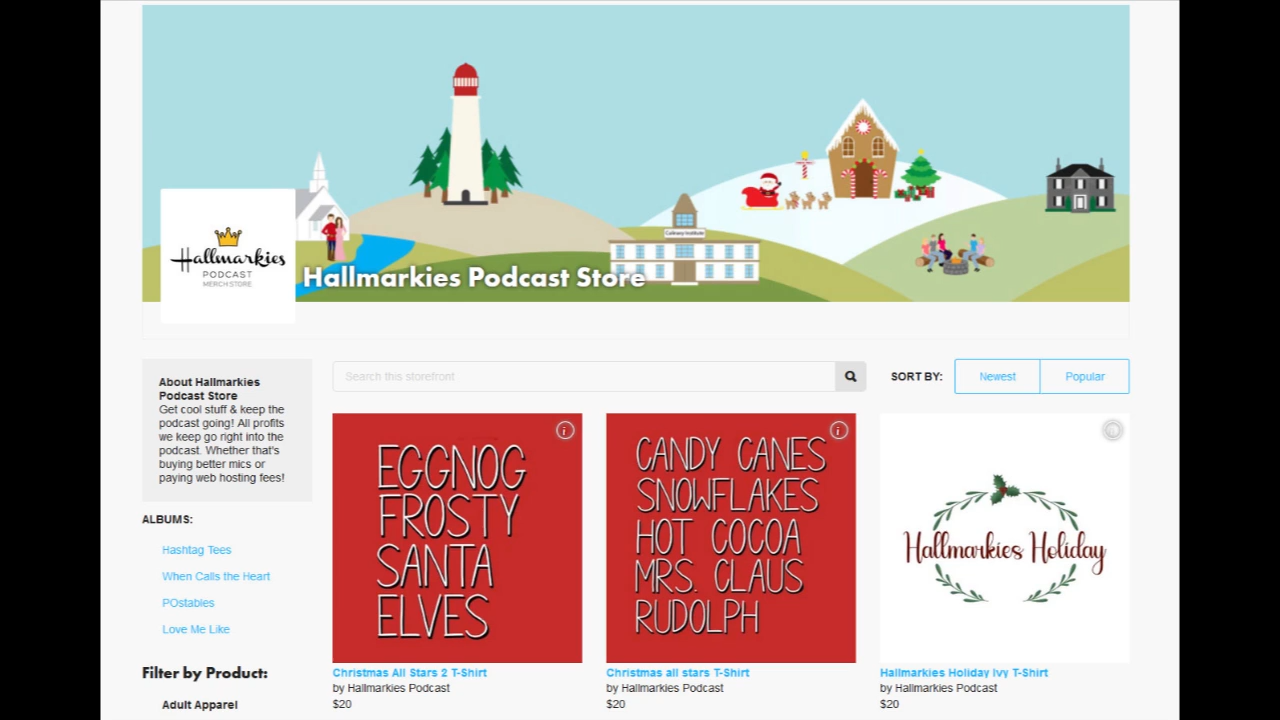 Culinary Institute
Hallmarkies
PODCAST
MERCH STORE
Hallmarkies Podcast Store
About Hallmarkies
Podcast Store
Get cool stuff & keep the
podcast going! All profits
we keep go right into the
podcast. Whether that's
buying better mics or
paying web hosting fees!
ALBUMS:
Hashtag Tees
When Calls the Heart
POstables
Love Me Like
Filter by Product:
Adult Apparel
Search this storefront
SORT BY:
Newest
Popular
EGGNOG
FROSTY
SANTA
ELVES
Christmas All Stars 2 T-Shirt
by Hallmarkies Podcast
$20
CANDY CANES
SNOWFLAKES
HOT COCOA
MRS. CLAUS
RUDOLPH
Christmas all stars T-Shirt
by Hallmarkies Podcast
$20
Hallmarkies Holiday
Hallmarkies Holiday Ivy T-Shirt
by Hallmarkies Podcast
$20